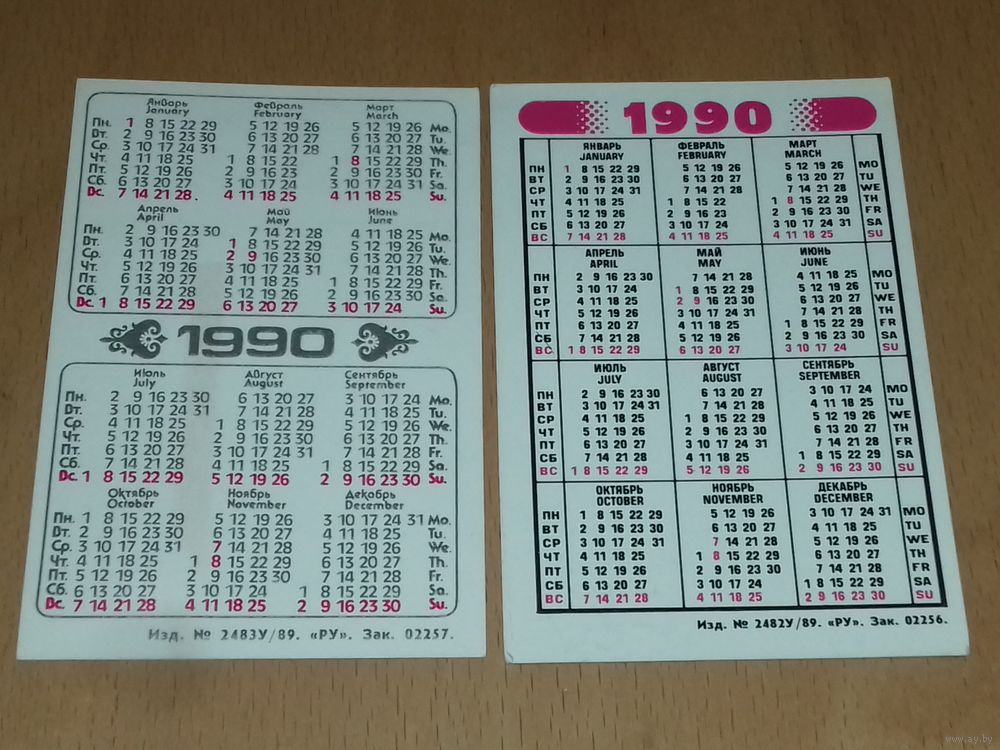 Январь Февраль Март
January February March
Пн. 1 8 15 22 29 5 12 19 26 5 12 19 26 Mo.
Вт. 2 9 16 23 30 6 13 20 27 6 13 20 27 Tu.
Ср. 3 10 17 24 31 7 14 21 28 7 14 21 28 We.
Чт. 4 11 18 25 1 8 15 22 1 8 15 22 29 Th.
Пт. 5 12 19 26 2 9 16 23 2 9 16 23 30 Fr.
Сб. 6 13 20 27 3 10 17 24 3 10 17 24 31 Sa.
Вс. 7 14 21 28. 4 11 18 25 4 11 18 25 Su.
Апрель Май Июнь
April May June
Пн. 2 9 16 23 30 7 14 21 28 4 11 18 25 Mo.
Вт. 3 10 17 24 1 8 15 22 29 5 12 19 26 Tu.
Ср. 4 11 18 25 2 9 16 23 30 6 13 20 27 We.
Чт. 5 12 19 26 3 10 17 24 31 7 14 21 28 Th.
Пт. 6 13 20 27 4 11 18 25 1 8 15 22 29 Fr.
Сб. 7 14 21 28 5 12 19 26 2 9 16 23 30 Sa.
Вс. 1 8 15 22 29 6 13 20 27 3 10 17 24 Su.
1990
Июль Август Сентябрь
July August September
Пн. 2 9 16 23 30 6 13 20 27 3 10 17 24 Mo.
Вт. 3 10 17 24 31 7 14 21 28 4 11 18 25 Tu.
Ср. 4 11 18 25 1 8 15 22 29 5 12 19 26 We.
Чт. 5 12 19 26 2 9 16 23 30 6 13 20 27 Th.
Пт. 6 13 20 27 3 10 17 24 31 7 14 21 28 Fr.
Сб. 7 14 21 28 4 11 18 25 1 8 15 22 29 Sa.
Вс. 1 8 15 22 29 5 12 19 26 2 9 16 23 30 Su.
Октябрь Ноябрь Декабрь
October November December
Пн. 1 8 15 22 29 5 12 19 26 3 10 17 24 31 Mo.
Вт. 2 9 16 23 30 6 13 20 27 4 11 18 25 Tu.
Ср. 3 10 17 24 31 7 14 21 28 5 12 19 26 We.
Чт. 4 11 18 25 1 8 15 22 29 6 13 20 27 Th.
Пт. 5 12 19 26 2 9 16 23 30 7 14 21 28 Fr.
Сб. 6 13 20 27 3 10 17 24 1 8 15 22 29 Sa.
Вс. 7 14 21 28 4 11 18 25 2 9 16 23 30 Su.
Изд. № 2483У/89. «РУ». Зак. 02257.
1990
ЯНВАРЬ ФЕВРАЛЬ МАРТ
JANUARY FEBRUARY MARCH
ПН 1 8 15 22 29 5 12 19 26 5 12 19 26 MO
ВТ 2 9 16 23 30 6 13 20 27 6 13 20 27 TU
СР 3 10 17 24 31 7 14 21 28 7 14 21 28 WE
ЧТ 4 11 18 25 1 8 15 22 1 8 15 22 29 TH
ПТ 5 12 19 26 2 9 16 23 2 9 16 23 30 FR
СБ 6 13 20 27 3 10 17 24 3 10 17 24 31 SA
ВС 7 14 21 28 4 11 18 25 4 11 18 25 SU
АПРЕЛЬ МАЙ ИЮНЬ
APRIL MAY JUNE
ПН 2 9 16 23 30 7 14 21 28 4 11 18 25 MO
ВТ 3 10 17 24 1 8 15 22 29 5 12 19 26 TU
СР 4 11 18 25 2 9 16 23 30 6 13 20 27 WE
ЧТ 5 12 19 26 3 10 17 24 31 7 14 21 28 TH
ПТ 6 13 20 27 4 11 18 25 1 8 15 22 29 FR
СБ 7 14 21 28 5 12 19 26 2 9 16 23 30 SA
ВС 1 8 15 22 29 6 13 20 27 3 10 17 24 SU
ИЮЛЬ АВГУСТ СЕНТЯБРЬ
JULY AUGUST SEPTEMBER
ПН 2 9 16 23 30 6 13 20 27 3 10 17 24 MO
ВТ 3 10 17 24 31 7 14 21 28 4 11 18 25 TU
СР 4 11 18 25 1 8 15 22 29 5 12 19 26 WE
ЧТ 5 12 19 26 2 9 16 23 30 6 13 20 27 TH
ПТ 6 13 20 27 3 10 17 24 31 7 14 21 28 FR
СБ 7 14 21 28 4 11 18 25 1 8 15 22 29 SA
ВС 1 8 15 22 29 5 12 19 26 2 9 16 23 30 SU
ОКТЯБРЬ НОЯБРЬ ДЕКАБРЬ
OCTOBER NOVEMBER DECEMBER
ПН 1 8 15 22 29 5 12 19 26 3 10 17 24 31 MO
ВТ 2 9 16 23 30 6 13 20 27 4 11 18 25 TU
СР 3 10 17 24 31 7 14 21 28 5 12 19 26 WE
ЧТ 4 11 18 25 1 8 15 22 29 6 13 20 27 TH
ПТ 5 12 19 26 2 9 16 23 30 7 14 21 28 FR
СБ 6 13 20 27 3 10 17 24 1 8 15 22 29 SA
ВС 7 14 21 28 4 11 18 25 2 9 16 23 30 SU
Изд. № 2482У/89. «РУ». Зак. 02256.
www.ay.by